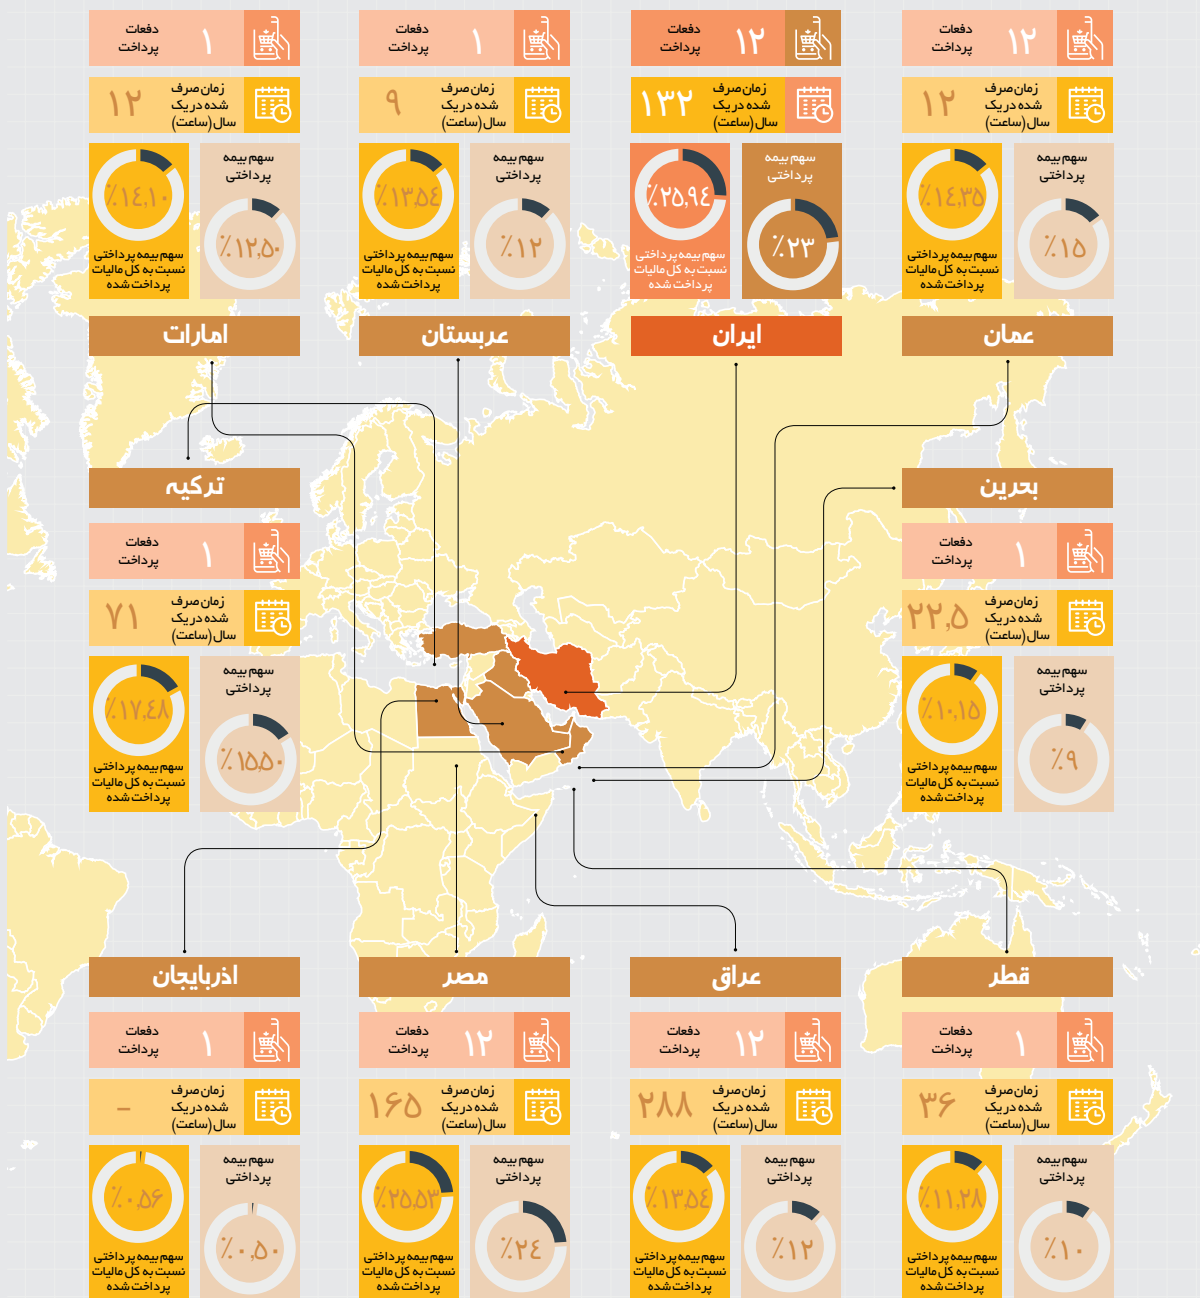 ۱۲
دفعات
پرداخت
زمان صرف
شده در یک
سال (ساعت)
۱۲
سهم بیمه
پرداختی
٪۱۵
٪۱۴,۳۵
سهم بیمه پرداختی
نسبت به کل مالیات
پرداخت شده
عمان
۱۲
دفعات
پرداخت
زمان صرف
شده در یک
سال (ساعت)
۱۳۲
سهم بیمه
پرداختی
٪۲۳
٪۲۵,۹۴
سهم بیمه پرداختی
نسبت به کل مالیات
پرداخت شده
ایران
۱
دفعات
پرداخت
زمان صرف
شده در یک
سال (ساعت)
۹
سهم بیمه
پرداختی
٪۱۲
٪۱۳,۵۴
سهم بیمه پرداختی
نسبت به کل مالیات
پرداخت شده
عربستان
۱
دفعات
پرداخت
زمان صرف
شده در یک
سال (ساعت)
۱۲
سهم بیمه
پرداختی
٪۱۲,۵۰
٪۱۴,۱۰
سهم بیمه پرداختی
نسبت به کل مالیات
پرداخت شده
امارات
بحرین
۱
دفعات
پرداخت
زمان صرف
شده در یک
سال (ساعت)
۲۲,۵
سهم بیمه
پرداختی
٪۹
٪۱۰,۱۵
سهم بیمه پرداختی
نسبت به کل مالیات
پرداخت شده
ترکیه
۱
دفعات
پرداخت
زمان صرف
شده در یک
سال (ساعت)
۷۱
سهم بیمه
پرداختی
٪۱۵,۵۰
٪۱۷,۴۸
سهم بیمه پرداختی
نسبت به کل مالیات
پرداخت شده
قطر
۱
دفعات
پرداخت
زمان صرف
شده در یک
سال (ساعت)
۳۶
سهم بیمه
پرداختی
٪۱۰
٪۱۱,۲۸
سهم بیمه پرداختی
نسبت به کل مالیات
پرداخت شده
عراق
۱۲
دفعات
پرداخت
زمان صرف
شده در یک
سال (ساعت)
۲۸۸
سهم بیمه
پرداختی
٪۱۲
٪۱۳,۵۴
سهم بیمه پرداختی
نسبت به کل مالیات
پرداخت شده
مصر
۱۲
دفعات
پرداخت
زمان صرف
شده در یک
سال (ساعت)
۱۶۵
سهم بیمه
پرداختی
٪۲۴
٪۲۵,۵۳
سهم بیمه پرداختی
نسبت به کل مالیات
پرداخت شده
اذربایجان
۱
دفعات
پرداخت
زمان صرف
شده در یک
سال (ساعت)
-
سهم بیمه
پرداختی
٪۰,۵۰
٪۰,۵۶
سهم بیمه پرداختی
نسبت به کل مالیات
پرداخت شده